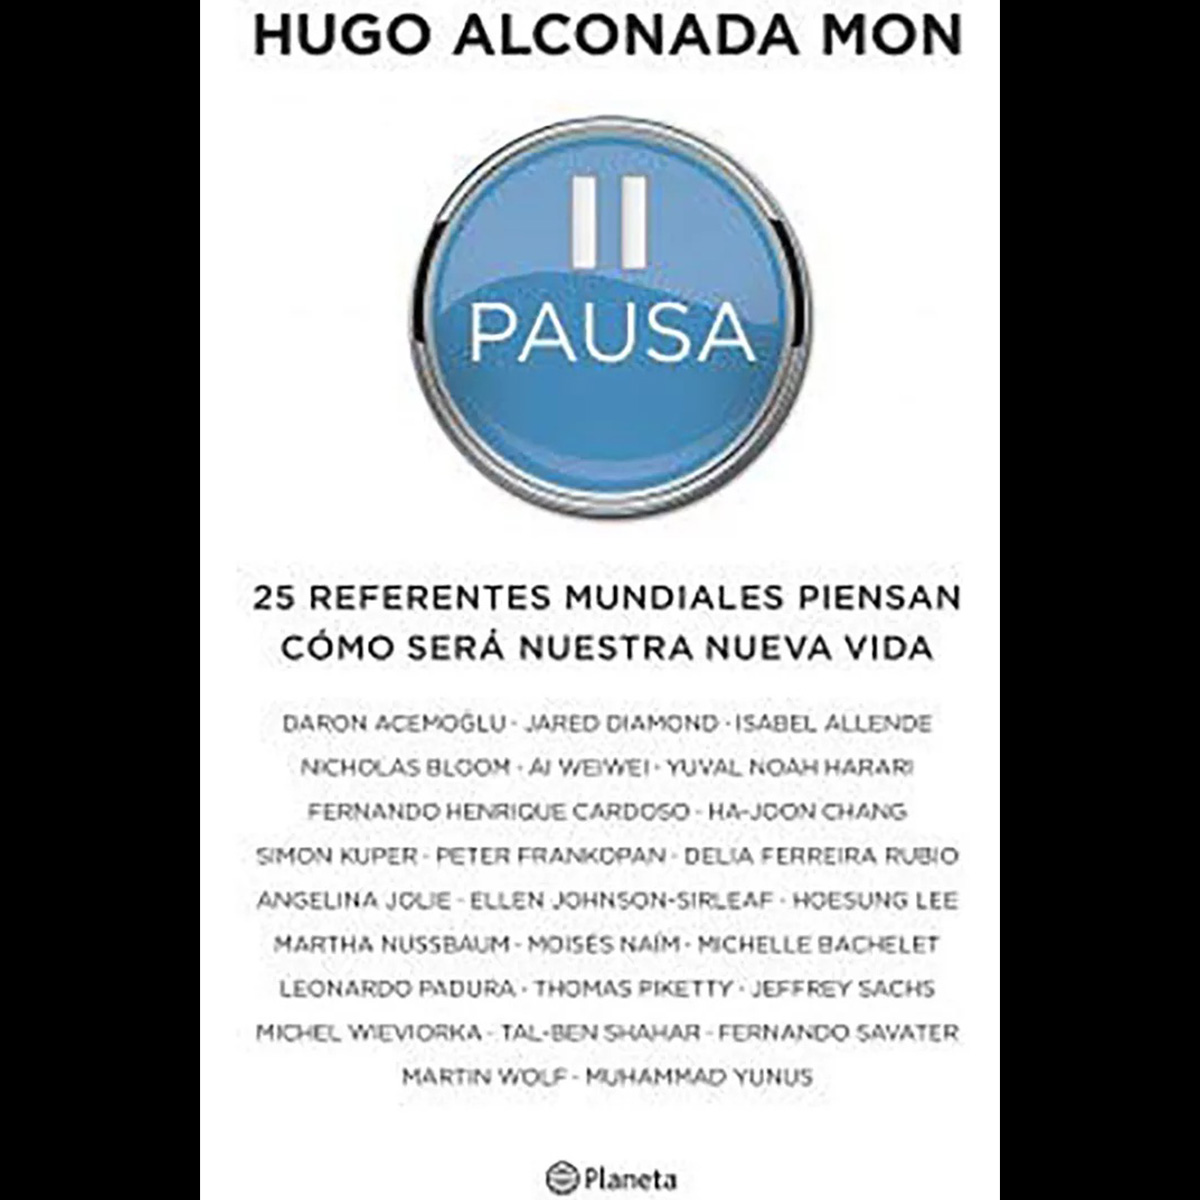 HUGO ALCONADA MON
PAUSA
25 REFERENTES MUNDIALES PIENSAN
CÓMO SERÁ NUESTRA NUEVA VIDA
DARON ACEMOĞLU · JARED DIAMOND · ISABEL ALLENDE
NICHOLAS BLOOM · AI WEIWEI · YUVAL NOAH HARARI
FERNANDO HENRIQUE CARDOSO · HA-JOON CHANG
SIMON KUPER · PETER FRANKOPAN · DELIA FERREIRA RUBIO
ANGELINA JOLIE · ELLEN JOHNSON-SIRLEAF · HOESUNG LEE
MARTHA NUSSBAUM · MOISÉS NAÍM · MICHELLE BACHELET
LEONARDO PADURA · THOMAS PIKETTY · JEFFREY SACHS
MICHEL WIEVIORKA · TAL-BEN SHAHAR · FERNANDO SAVATER
MARTIN WOLF · MUHAMMAD YUNUS
Planeta